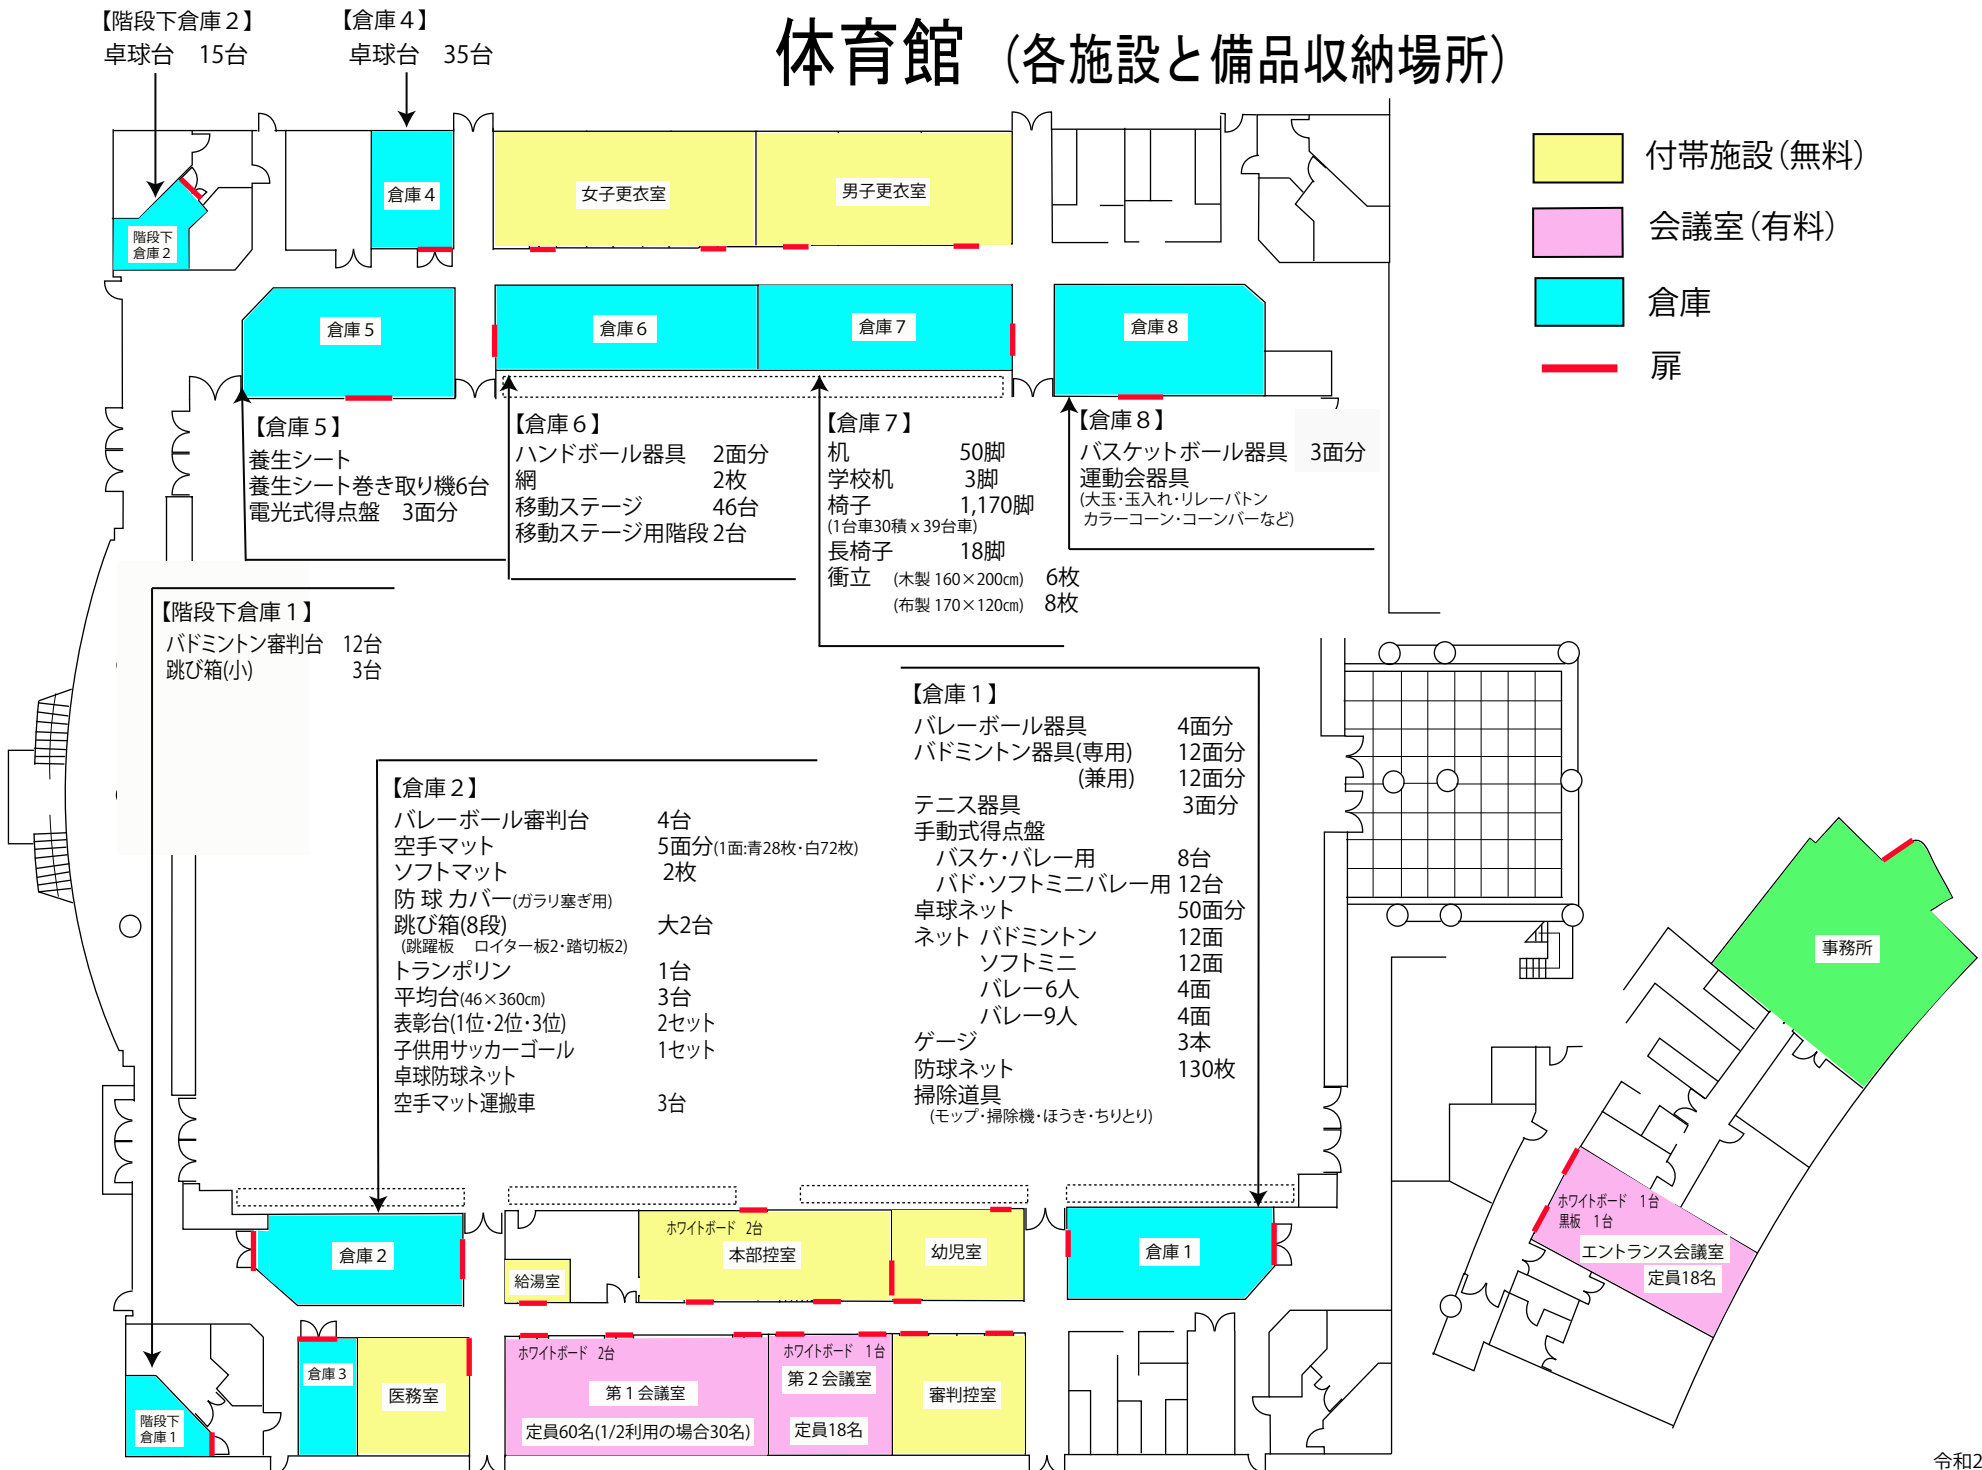 体育館（各施設と備品収納場所）
【階段下倉庫２】
卓球台　15台
【倉庫４】
卓球台　35台
付帯施設（無料）
会議室（有料）
倉庫
扉
階段下
倉庫２
倉庫４
女子更衣室
男子更衣室
倉庫５
倉庫６
倉庫７
倉庫８
【倉庫５】
養生シート
養生シート巻き取り機6台
電光式得点盤　3面分
【倉庫６】
ハンドボール器具　2面分
網　2枚
移動ステージ　46台
移動ステージ用階段 2台
【倉庫７】
机　50脚
学校机　3脚
椅子　1,170脚
(1台車30積ｘ39台車)
長椅子　18脚
衝立　(木製 160×200㎝)　6枚
(布製 170×120㎝)　8枚
【倉庫８】
バスケットボール器具　3面分
運動会器具
(大玉・玉入れ・リレーバトン
カラーコーン・コーンバーなど)
【階段下倉庫１】
バドミントン審判台　12台
跳び箱(小)　3台
【倉庫２】
バレーボール審判台　4台
空手マット　5面分(1面:青28枚・白72枚)
ソフトマット　2枚
防 球 カバー(ガラリ塞ぎ用)
跳び箱(8段)　大2台
(跳躍板　ロイター板2・踏切板2)
トランポリン　1台
平均台(46×360㎝)　3台
表彰台(1位・2位・3位)　2セット
子供用サッカーゴール　1セット
卓球防球ネット
空手マット運搬車　3台
【倉庫１】
バレーボール器具　4面分
バドミントン器具(専用)　12面分
(兼用)　12面分
テニス器具　3面分
手動式得点盤
バスケ・バレー用　8台
バド・ソフトミニバレー用 12台
卓球ネット　50面分
ネット バドミントン　12面
ソフトミニ　12面
バレー6人　4面
バレー9人　4面
ゲージ　3本
防球ネット　130枚
掃除道具
(モップ・掃除機・ほうき・ちりとり)
事務所
ホワイトボード　1台
黒板　1台
エントランス会議室
定員18名
倉庫２
給湯室
ホワイトボード　2台
本部控室
幼児室
倉庫１
階段下
倉庫１
倉庫３
医務室
ホワイトボード　2台
第１会議室
定員60名(1/2利用の場合30名)
ホワイトボード　1台
第２会議室
定員18名
審判控室
令和2